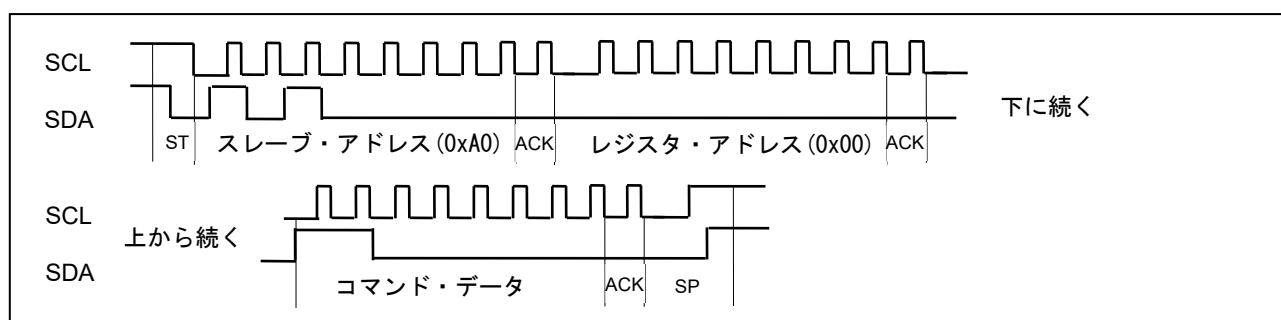 SCL
SDA
ST
スレーブ・アドレス(0xA0)
ACK
レジスタ・アドレス(0x00)
ACK
下に続く
SCL
上から続く
SDA
コマンド・データ
ACK
SP